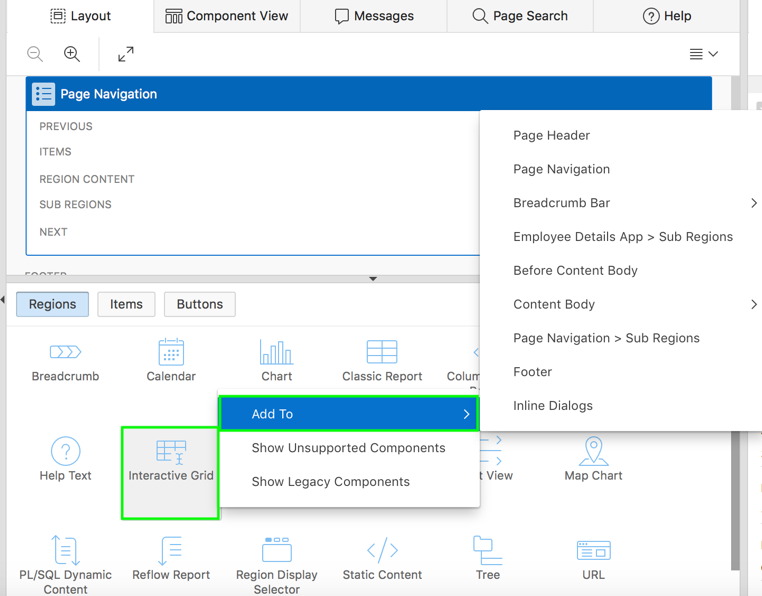 Layout
Component View
Messages
Page Search
Help
Page Navigation
PREVIOUS
ITEMS
REGION CONTENT
SUB REGIONS
NEXT
FOOTER
Page Header
Page Navigation
Breadcrumb Bar
Employee Details App > Sub Regions
Before Content Body
Content Body
Page Navigation > Sub Regions
Footer
Inline Dialogs
Regions
Items
Buttons
Breadcrumb
Calendar
Chart
Classic Report
Add To
Show Unsupported Components
Show Legacy Components
Help Text
Interactive Grid
t View
Map Chart
PL/SQL Dynamic
Content
Reflow Report
Region Display
Selector
Static Content
Tree
URL